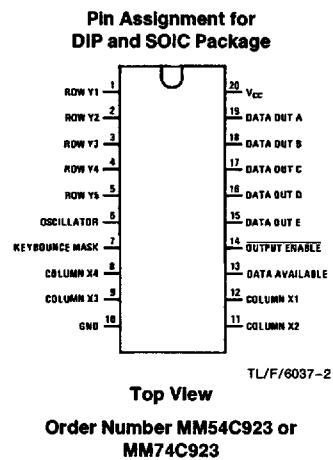 Pin Assignment for
DIP and SOIC Package
ROW Y1 1 20 VCC
ROW Y2 2 19 DATA OUT A
ROW Y3 3 18 DATA OUT B
ROW Y4 4 17 DATA OUT C
ROW Y5 5 16 DATA OUT D
OSCILLATOR 6 15 DATA OUT E
KEYBOUNCE MASK 7 14 OUTPUT ENABLE
COLUMN X4 8 13 DATA AVAILABLE
COLUMN X3 9 12 COLUMN X1
GND 10 11 COLUMN X2
TL/F/6037-2
Top View
Order Number MM54C923 or
MM74C923